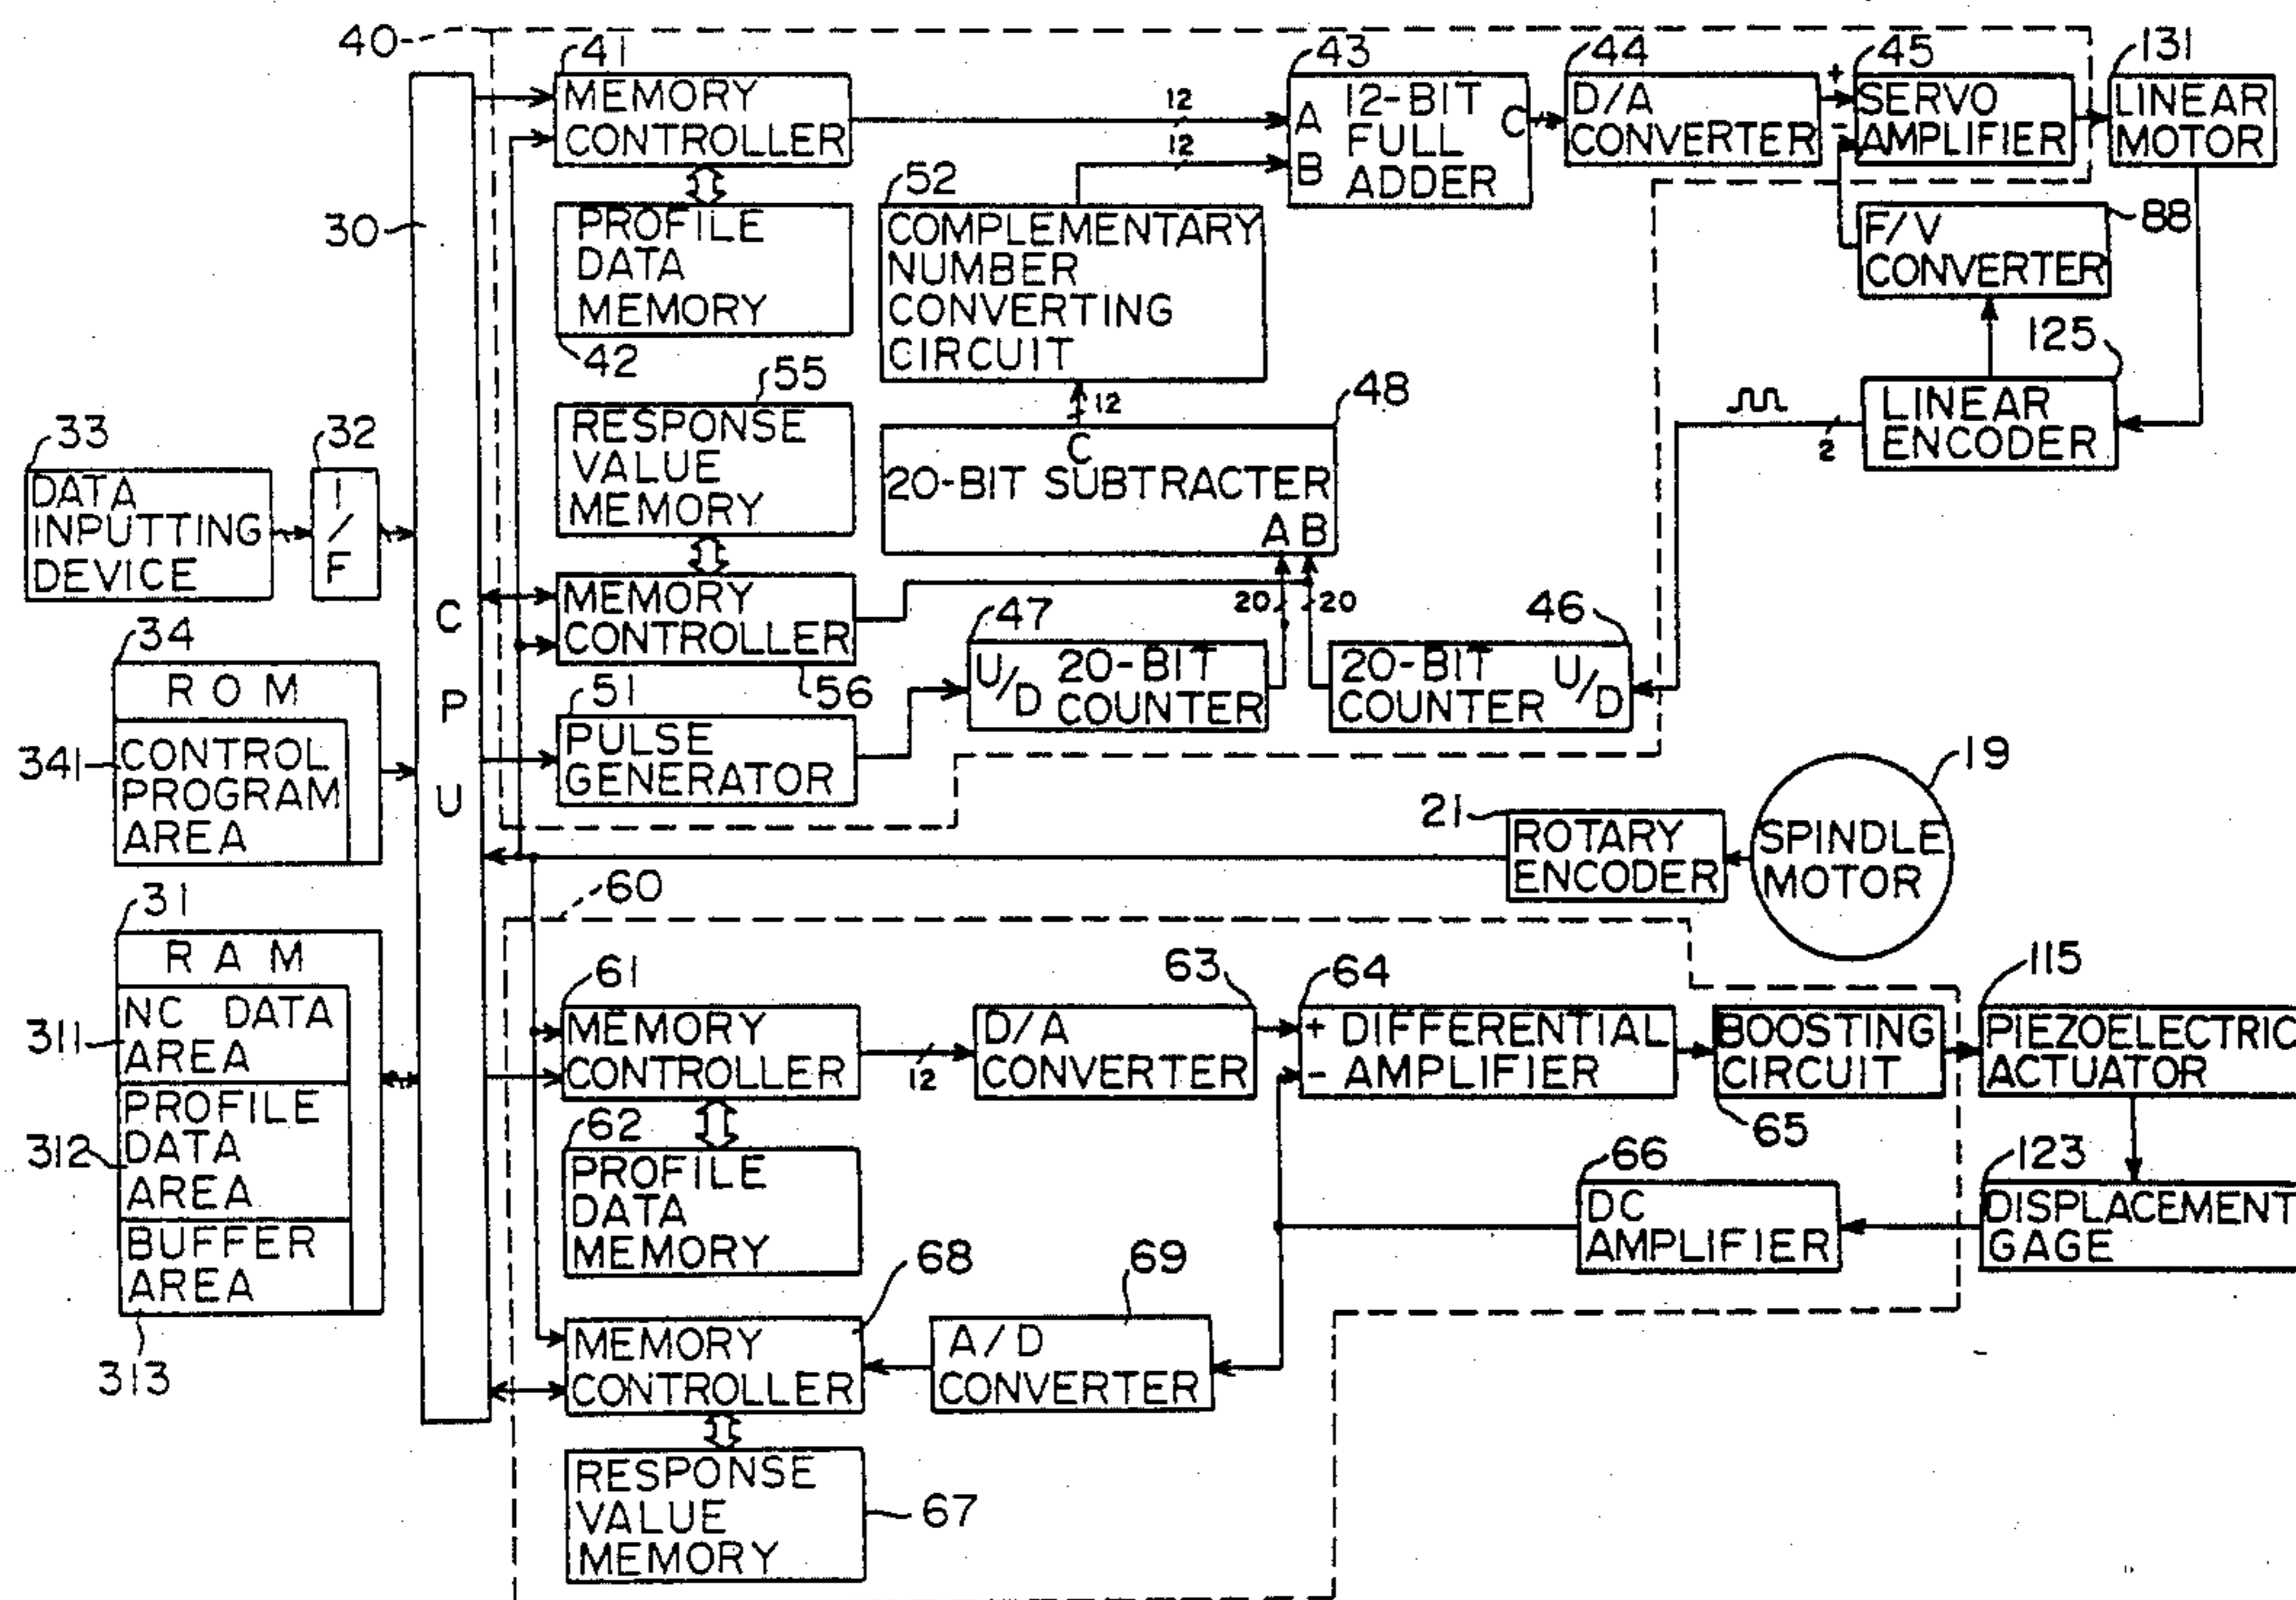 40
41
MEMORY
CONTROLLER
12
12
43
A
B
12-BIT
FULL
ADDER
C
44
D/A
CONVERTER
+
-
45
SERVO
AMPLIFIER
131
LINEAR
MOTOR
30
PROFILE
DATA
MEMORY
42
52
COMPLEMENTARY
NUMBER
CONVERTING
CIRCUIT
88
F/V
CONVERTER
125
LINEAR
ENCODER
2
55
RESPONSE
VALUE
MEMORY
12
48
C
20-BIT SUBTRACTER
A B
33
DATA
INPUTTING
DEVICE
32
I
/
F
C
P
U
MEMORY
CONTROLLER
56
20
20
47
U/D 20-BIT
COUNTER
46
20-BIT
COUNTER U/D
34
R O M
341
CONTROL
PROGRAM
AREA
51
PULSE
GENERATOR
21
ROTARY
ENCODER
19
SPINDLE
MOTOR
60
31
R A M
311
NC DATA
AREA
312
PROFILE
DATA
AREA
BUFFER
AREA
313
61
MEMORY
CONTROLLER
12
63
D/A
CONVERTER
64
+ DIFFERENTIAL
- AMPLIFIER
BOOSTING
CIRCUIT
65
115
PIEZOELECTRIC
ACTUATOR
62
PROFILE
DATA
MEMORY
66
DC
AMPLIFIER
123
DISPLACEMENT
GAGE
68
MEMORY
CONTROLLER
69
A/D
CONVERTER
RESPONSE
VALUE
MEMORY
67